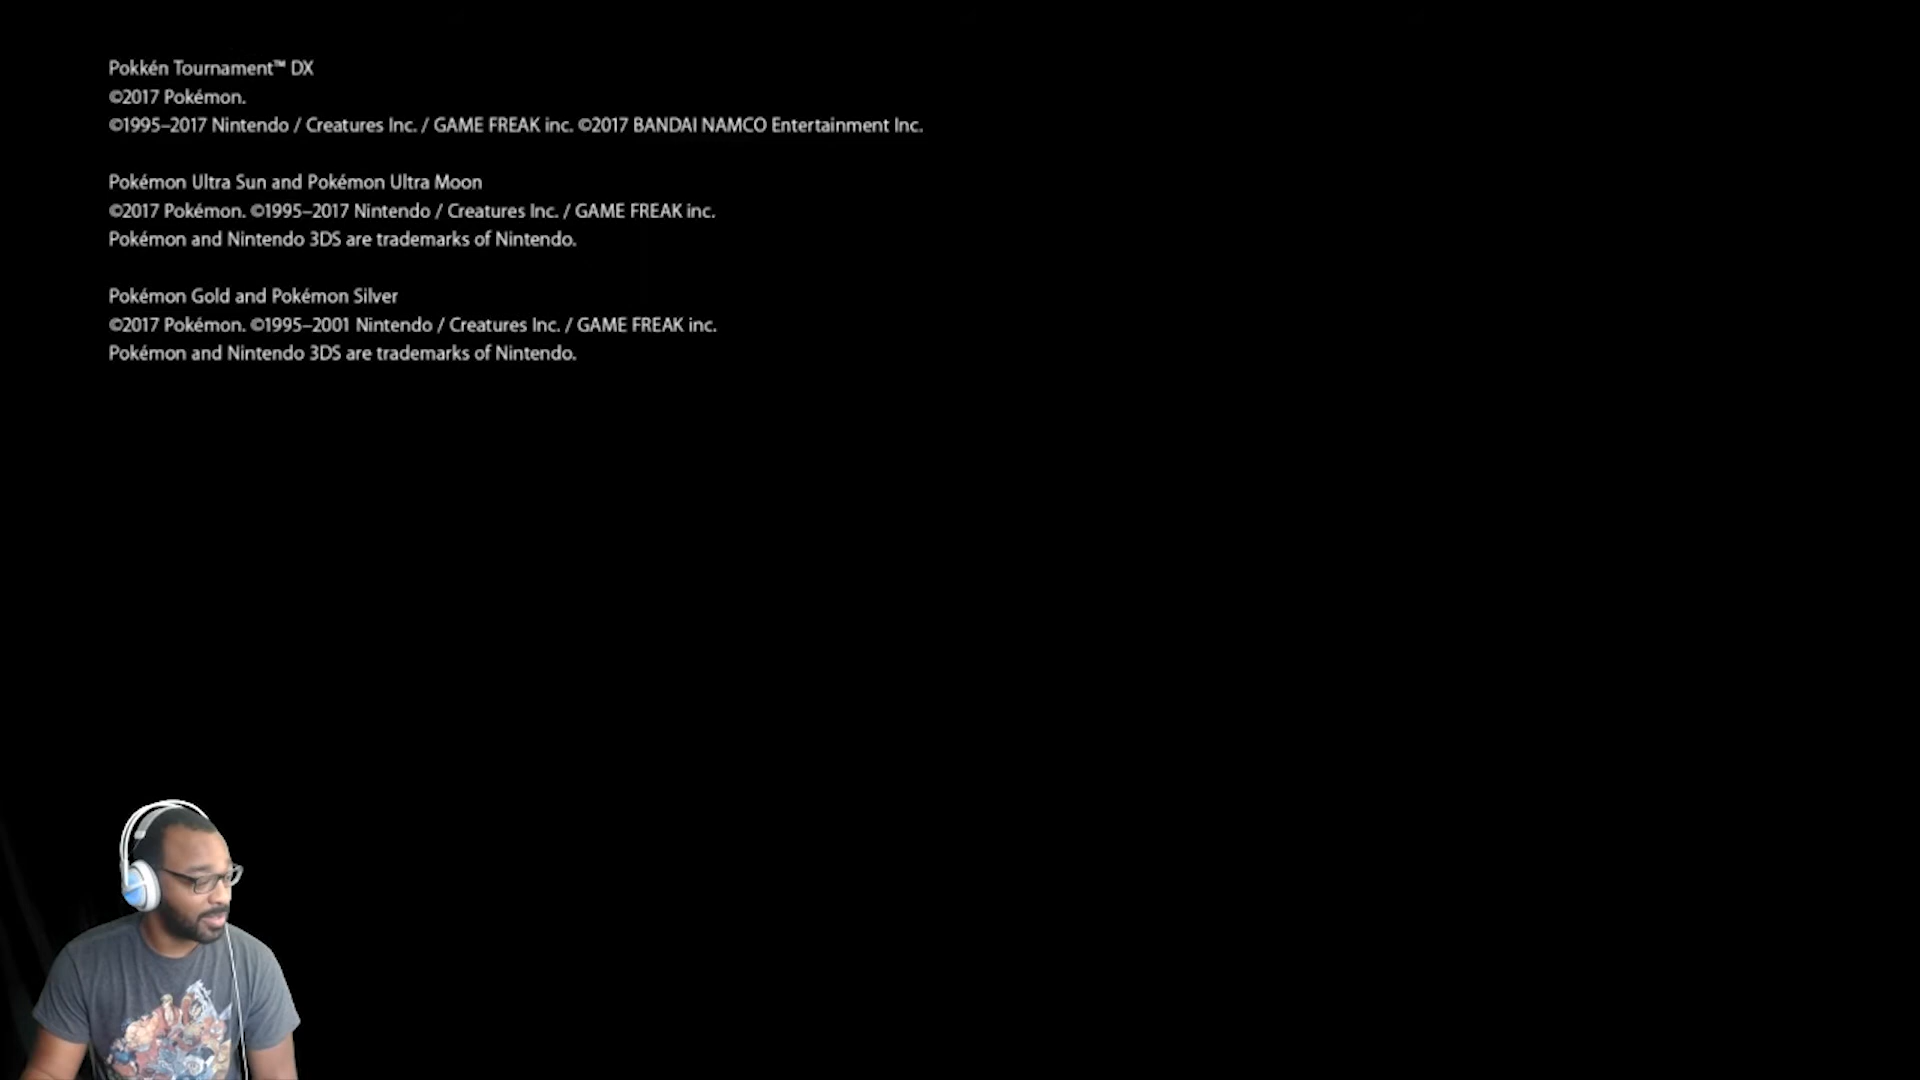 Pokkén Tournament™ DX
©2017 Pokémon.
©1995–2017 Nintendo / Creatures Inc. / GAME FREAK inc. ©2017 BANDAI NAMCO Entertainment Inc.
Pokémon Ultra Sun and Pokémon Ultra Moon
©2017 Pokémon. ©1995–2017 Nintendo / Creatures Inc. / GAME FREAK inc.
Pokémon and Nintendo 3DS are trademarks of Nintendo.
Pokémon Gold and Pokémon Silver
©2017 Pokémon. ©1995–2001 Nintendo / Creatures Inc. / GAME FREAK inc.
Pokémon and Nintendo 3DS are trademarks of Nintendo.